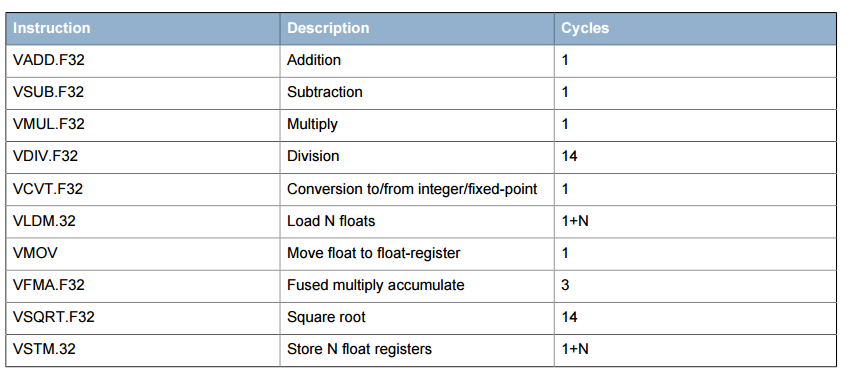 Instruction Description Cycles
VADD.F32 Addition 1
VSUB.F32 Subtraction 1
VMUL.F32 Multiply 1
VDIV.F32 Division 14
VCVT.F32 Conversion to/from integer/fixed-point 1
VLDM.32 Load N floats 1+N
VMOV Move float to float-register 1
VFMA.F32 Fused multiply accumulate 3
VSQRT.F32 Square root 14
VSTM.32 Store N float registers 1+N